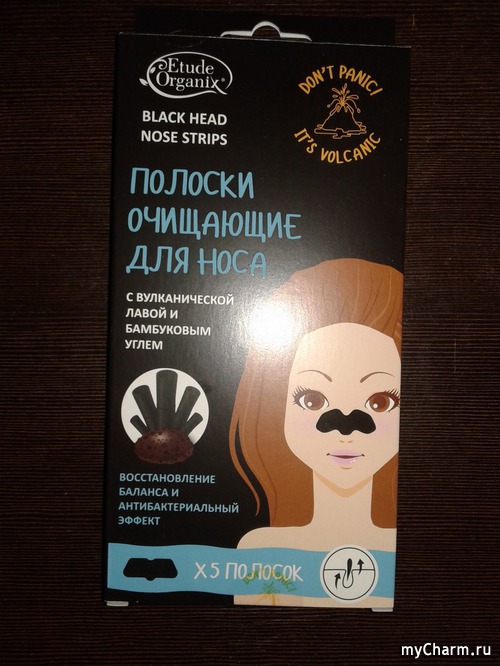 Etude
Organix®
DON'T PANIC!
IT'S VOLCANIC
BLACK HEAD
NOSE STRIPS
ПОЛОСКИ
ОЧИЩАЮЩИЕ
ДЛЯ НОСА
С ВУЛКАНИЧЕСКОЙ
ЛАВОЙ И
БАМБУКОВЫМ
УГЛЕМ
ВОССТАНОВЛЕНИЕ
БАЛАНСА И
АНТИБАКТЕРИАЛЬНЫЙ
ЭФФЕКТ
X5 ПОЛОСОК
myCharm.ru